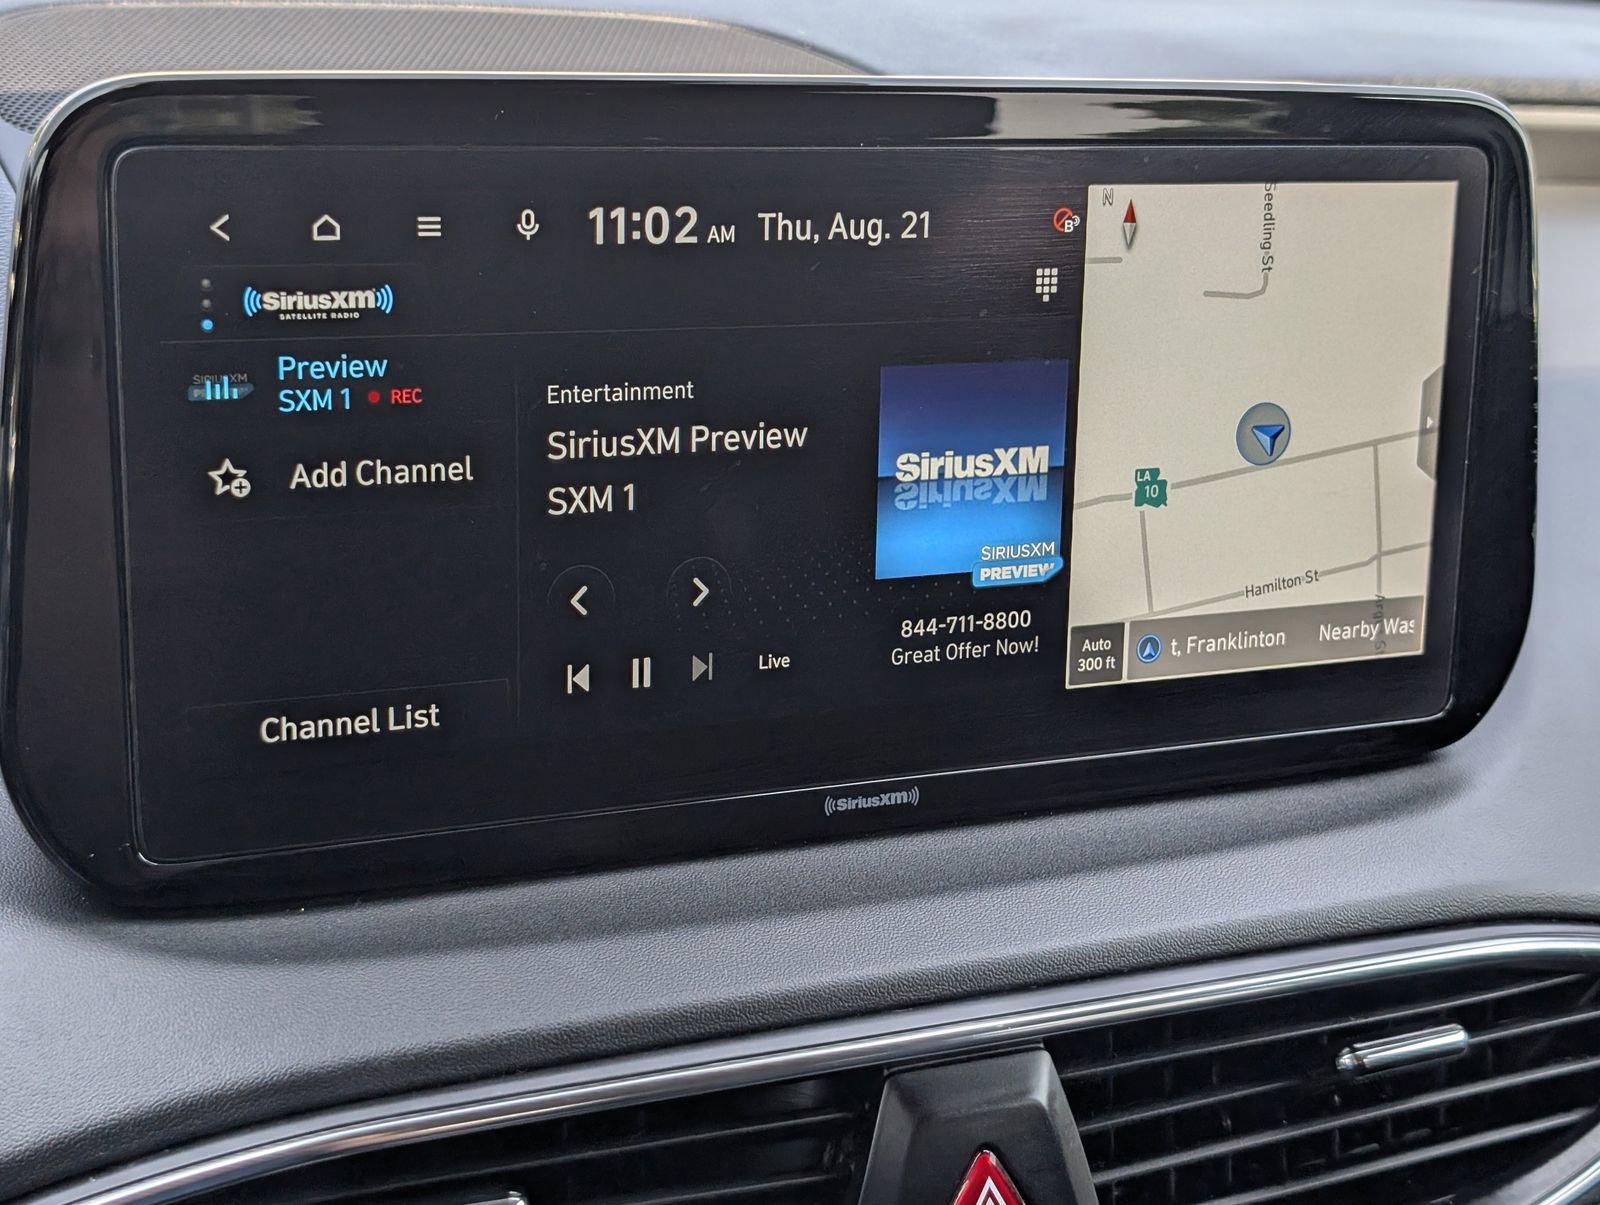 11:02 AM Thu, Aug. 21
B
SiriusXM
SATELLITE RADIO
Preview
SXM 1 REC
Add Channel
Channel List
Entertainment
SiriusXM Preview
SXM 1
Live
SiriusXM
SIRIUSXM
PREVIEW
844-711-8800
Great Offer Now!
N
Seedling St
LA
10
Hamilton St
Auto
300 ft
t, Franklinton Nearby Was
SiriusXM